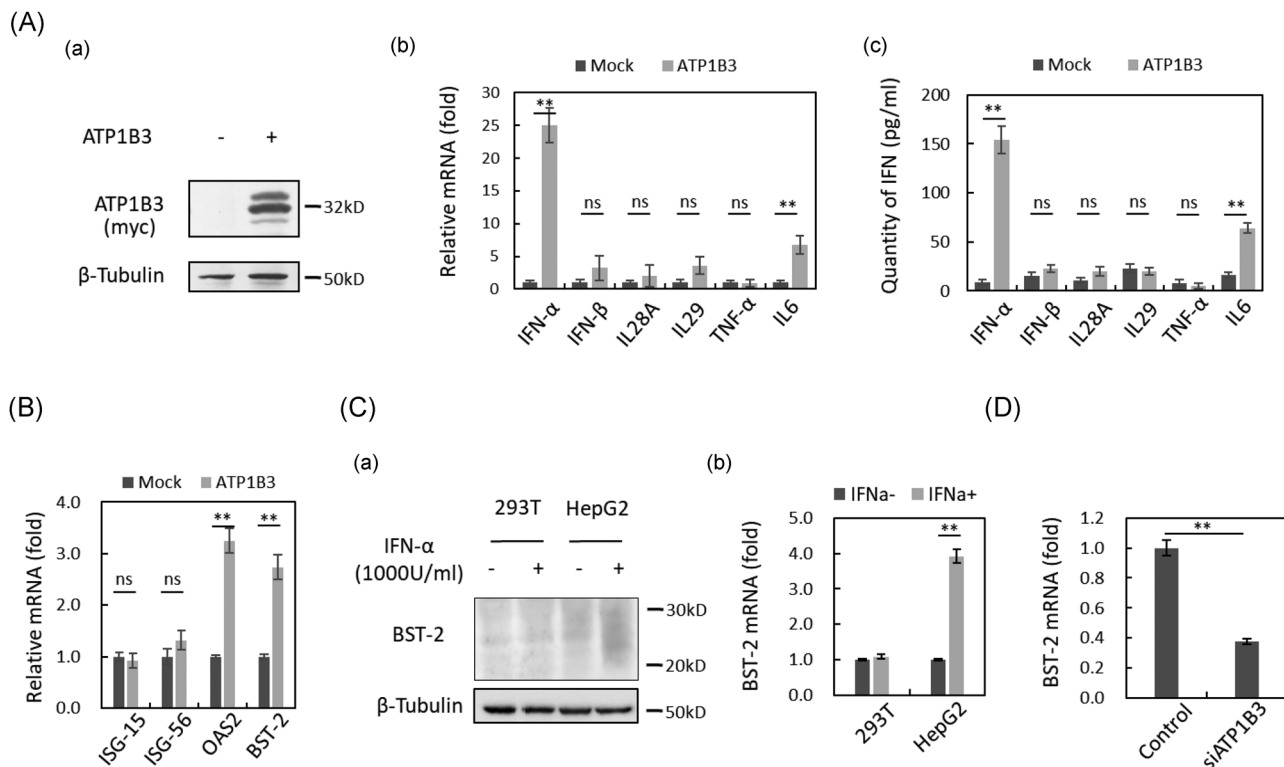 (A)
(a)
ATP1B3 - +
ATP1B3
(myc)
32kD
β-Tubulin
50kD
(b)
Mock ATP1B3
Relative mRNA (fold)
30
25
20
15
10
5
0
** ns ns ns ns **
IFN-α IFN-β IL28A IL29 TNF-α IL6
(c)
Mock ATP1B3
Quantity of IFN (pg/ml)
200
150
100
50
0
** ns ns ns ns **
IFN-α IFN-β IL28A IL29 TNF-α IL6
(B)
Mock ATP1B3
Relative mRNA (fold)
4.0
3.0
2.0
1.0
0.0
ns ns ** **
ISG-15 ISG-56 OAS2 BST-2
(C)
(a)
293T HepG2
IFN-α
(1000U/ml)
- + - +
BST-2
30kD
20kD
β-Tubulin
50kD
(b)
IFNa- IFNa+
BST-2 mRNA (fold)
5.0
4.0
3.0
2.0
1.0
0.0
**
293T HepG2
(D)
BST-2 mRNA (fold)
1.2
1.0
0.8
0.6
0.4
0.2
0.0
**
Control siATP1B3